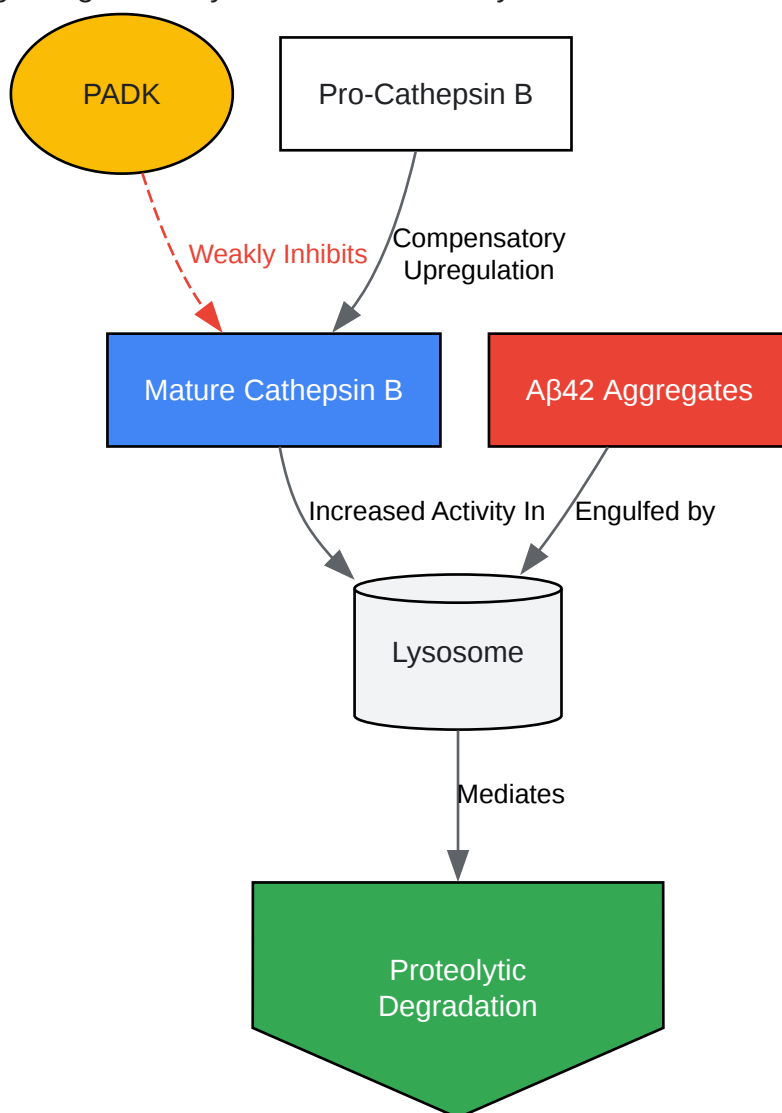 PADK
Pro-Cathepsin B
Weakly Inhibits
Compensatory
Upregulation
Mature Cathepsin B
Aβ42 Aggregates
Increased Activity In
Engulfed by
Lysosome
Mediates
Proteolytic
Degradation